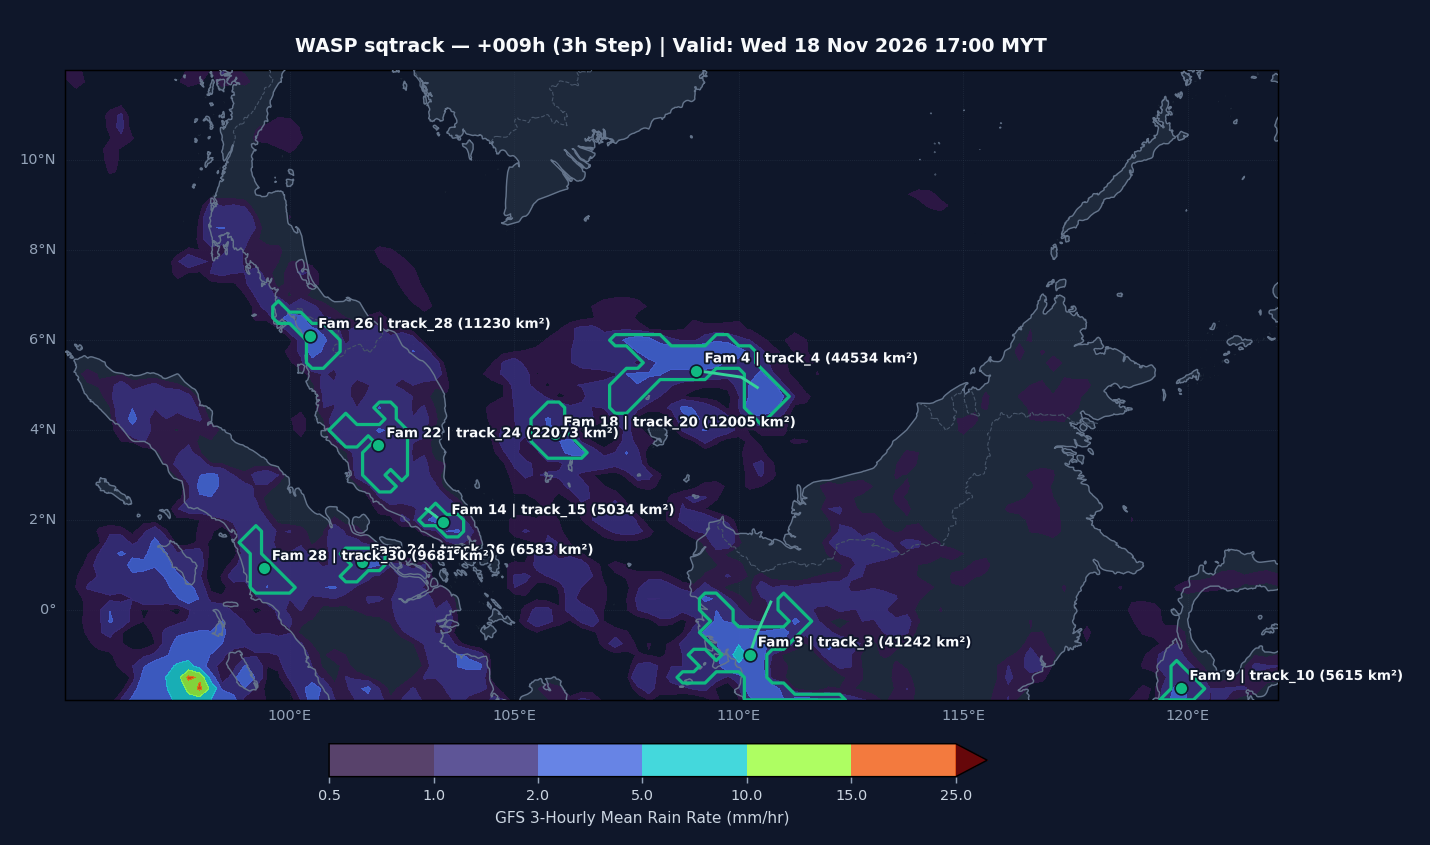 WASP sqtrack — +009h (3h Step) | Valid: Wed 18 Nov 2026 17:00 MYT
10°N
8°N
6°N
4°N
2°N
0°
Fam 26 | track_28 (11230 km²)
Fam 4 | track_4 (44534 km²)
Fam 18 | track_20 (12005 km²)
Fam 22 | track_24 (22073 km²)
Fam 14 | track_15 (5034 km²)
Fam 24 | track_26 (6583 km²)
Fam 28 | track_30 (9681 km²)
Fam 3 | track_3 (41242 km²)
Fam 9 | track_10 (5615 km²)
100°E 105°E 110°E 115°E 120°E
0.5 1.0 2.0 5.0 10.0 15.0 25.0
GFS 3-Hourly Mean Rain Rate (mm/hr)